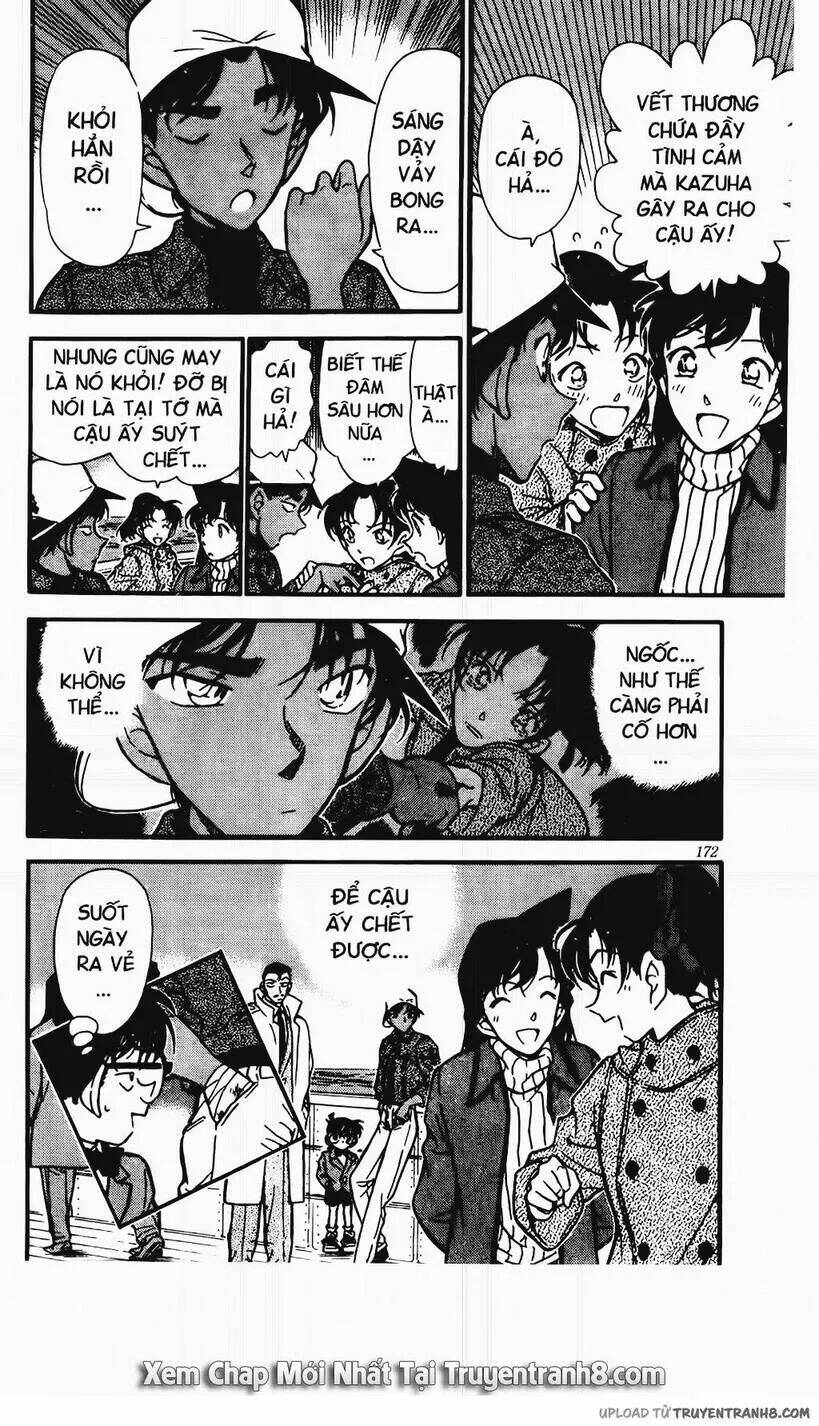 VẾT THƯƠNG
CHỨA ĐẦY
TÌNH CẢM
MÀ KAZUHA
GÂY RA CHO
CẬU ẤY!
À,
CÁI ĐÓ
HẢ...
SÁNG
DẬY
VẢY
BONG
RA...
KHỎI
HẲN
RỒI
...
THẬT
À...
BIẾT THẾ
ĐÂM
SÂU HƠN
NỮA
...
CÁI
GÌ
HẢ!
NHƯNG CŨNG MAY
LÀ NÓ KHỎI! ĐỠ BỊ
NÓI LÀ TẠI TỚ MÀ
CẬU ẤY SUÝT
CHẾT...
NGỐC...
NHƯ THẾ
CÀNG PHẢI
CỐ HƠN
...
VÌ
KHÔNG
THỂ...
172
ĐỂ CẬU
ẤY CHẾT
ĐƯỢC...
SUỐT
NGÀY
RA VẺ
...
Xem Chap Mới Nhất Tại Truyentranh8.com
UPLOAD TỪ TRUYENTRANH8.COM